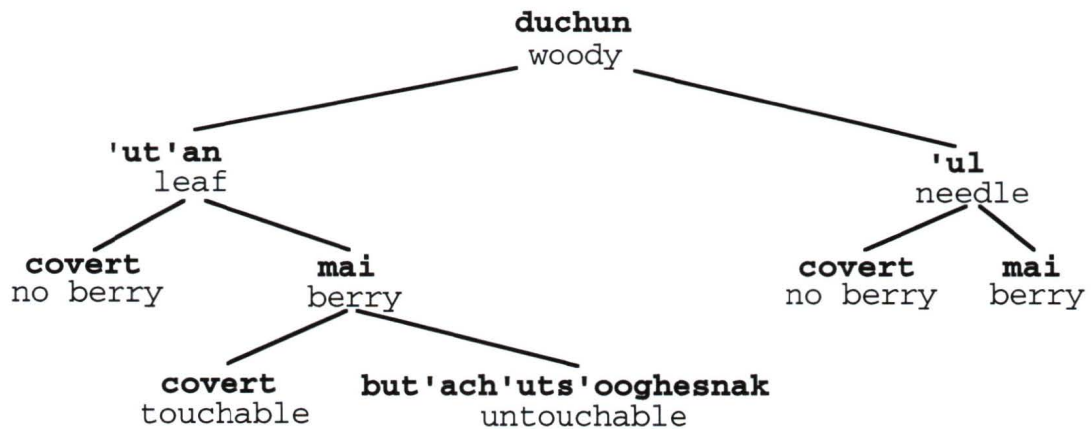 duchun
woody
'ut'an
leaf
'ul
needle
covert
no berry
mai
berry
covert
no berry
mai
berry
covert
touchable
but'ach'uts'ooghesnak
untouchable